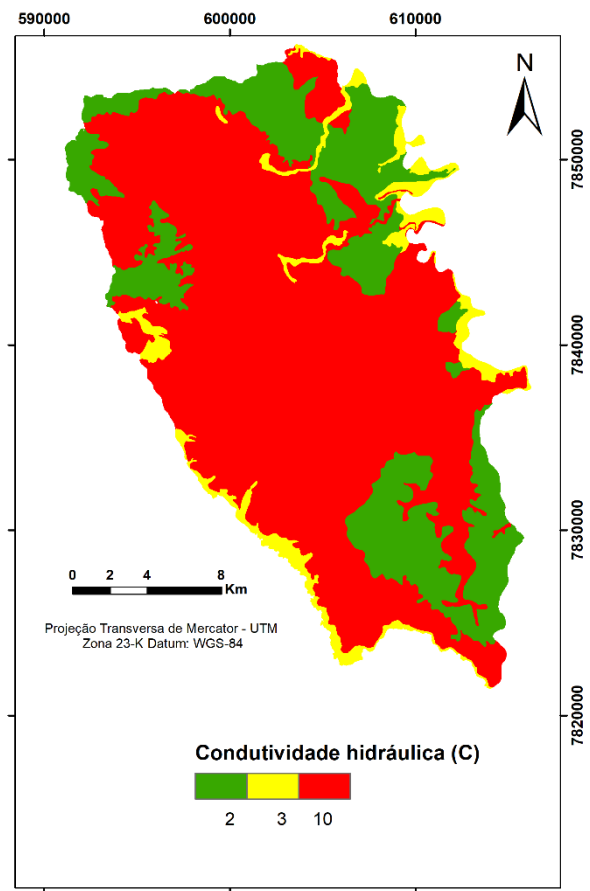 590000 600000 610000
N
7850000
7840000
7830000
7820000
0 2 4 8
Km
Projeção Transversa de Mercator - UTM
Zona 23-K Datum: WGS-84
Condutividade hidráulica (C)
2 3 10